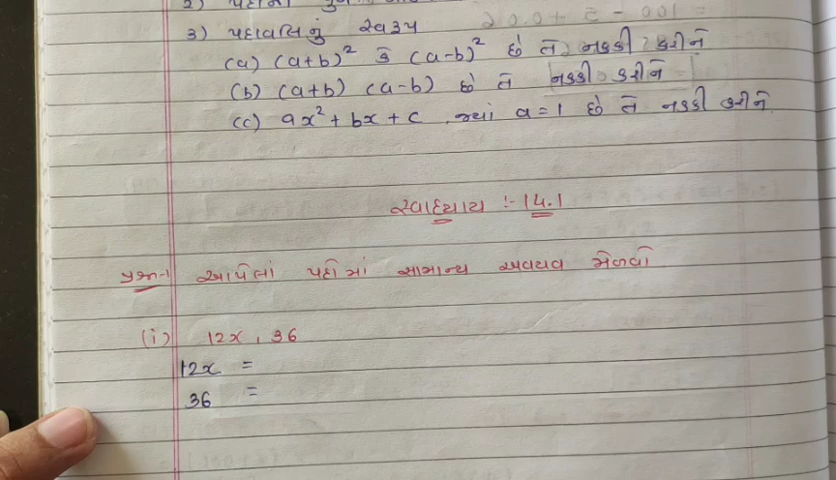 3) પદાવલિનું સ્વરૂપ
(a) (a+b)² કે (a-b)² છે તે નક્કી કરીને
(b) (a+b) (a-b) છે તે નક્કી કરીને
(c) ax² + bx + c જ્યાં a = 1 છે તે નક્કી કરીને
સ્વાધ્યાય :- 14.1
પ્રશ્ન-1 આપેલાં પદોમાં સામાન્ય અવયવ મેળવો
(i) 12x, 36
12x =
36 =